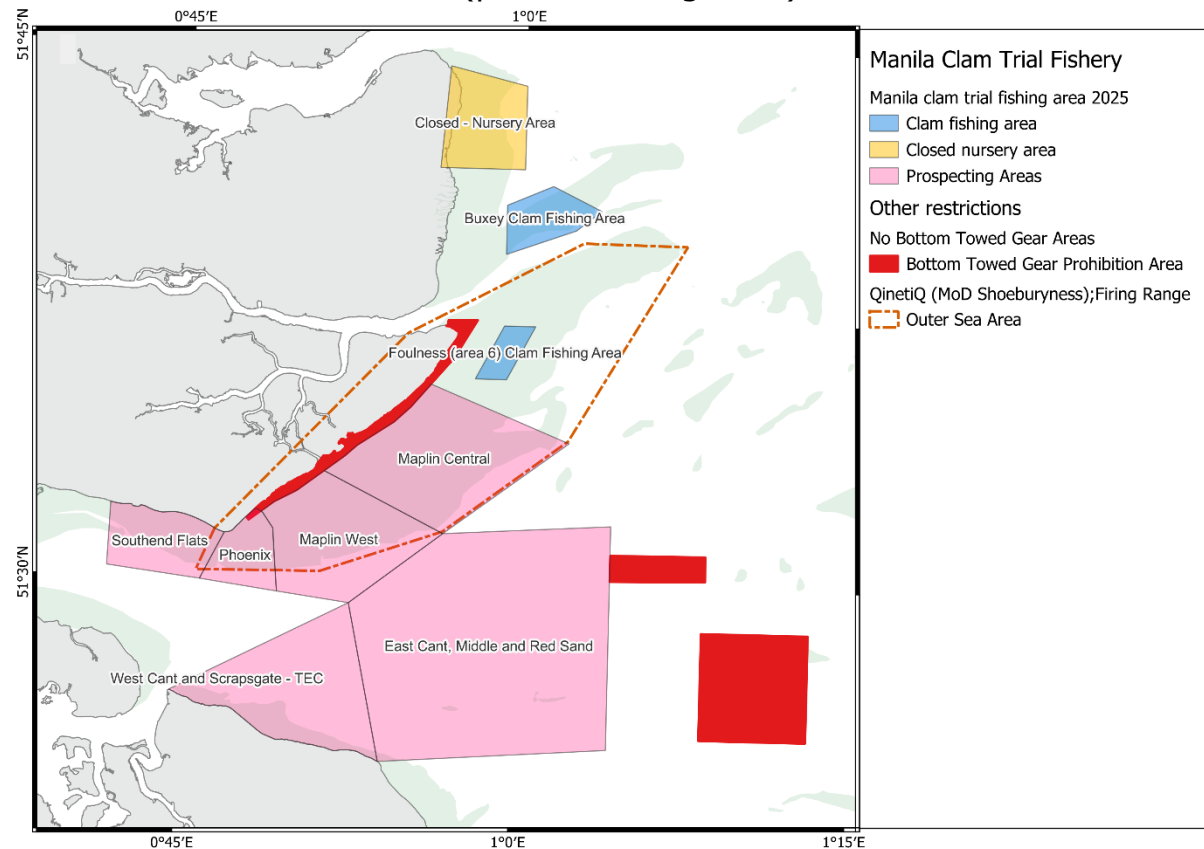 0°45'E 1°0'E
51°45'N
Closed - Nursery Area
Buxey Clam Fishing Area
Foulness (area 6) Clam Fishing Area
Maplin Central
Southend Flats
Phoenix
Maplin West
51°30'N
East Cant, Middle and Red Sand
West Cant and Scrapsgate - TEC
0°45'E 1°0'E 1°15'E
Manila Clam Trial Fishery
Manila clam trial fishing area 2025
Clam fishing area
Closed nursery area
Prospecting Areas
Other restrictions
No Bottom Towed Gear Areas
Bottom Towed Gear Prohibition Area
QinetiQ (MoD Shoeburyness);Firing Range
Outer Sea Area